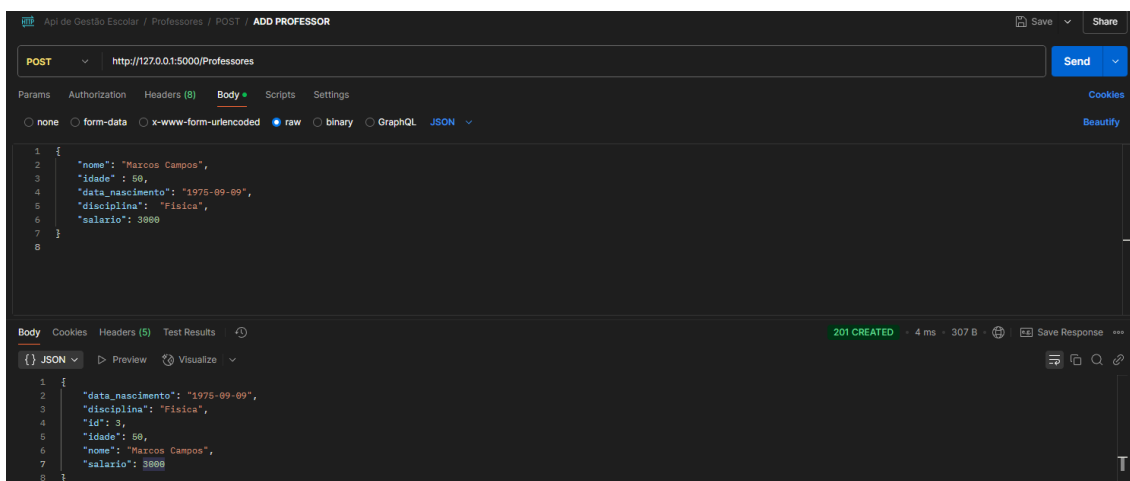 HTTP Api de Gestão Escolar / Professores / POST / ADD PROFESSOR Save Share
POST http://127.0.0.1:5000/Professores Send
Params Authorization Headers (8) Body Scripts Settings Cookies
none form-data x-www-form-urlencoded raw binary GraphQL JSON Beautify
1 {
2 "nome": "Marcos Campos",
3 "idade" : 50,
4 "data_nascimento": "1975-09-09",
5 "disciplina":  "Fisica",
6 "salario": 3000
7 }
8
Body Cookies Headers (5) Test Results 201 CREATED 4 ms 307 B Save Response
{} JSON Preview Visualize
1 {
2 "data_nascimento": "1975-09-09",
3 "disciplina": "Fisica",
4 "id": 3,
5 "idade": 50,
6 "nome": "Marcos Campos",
7 "salario": 3000
8 }